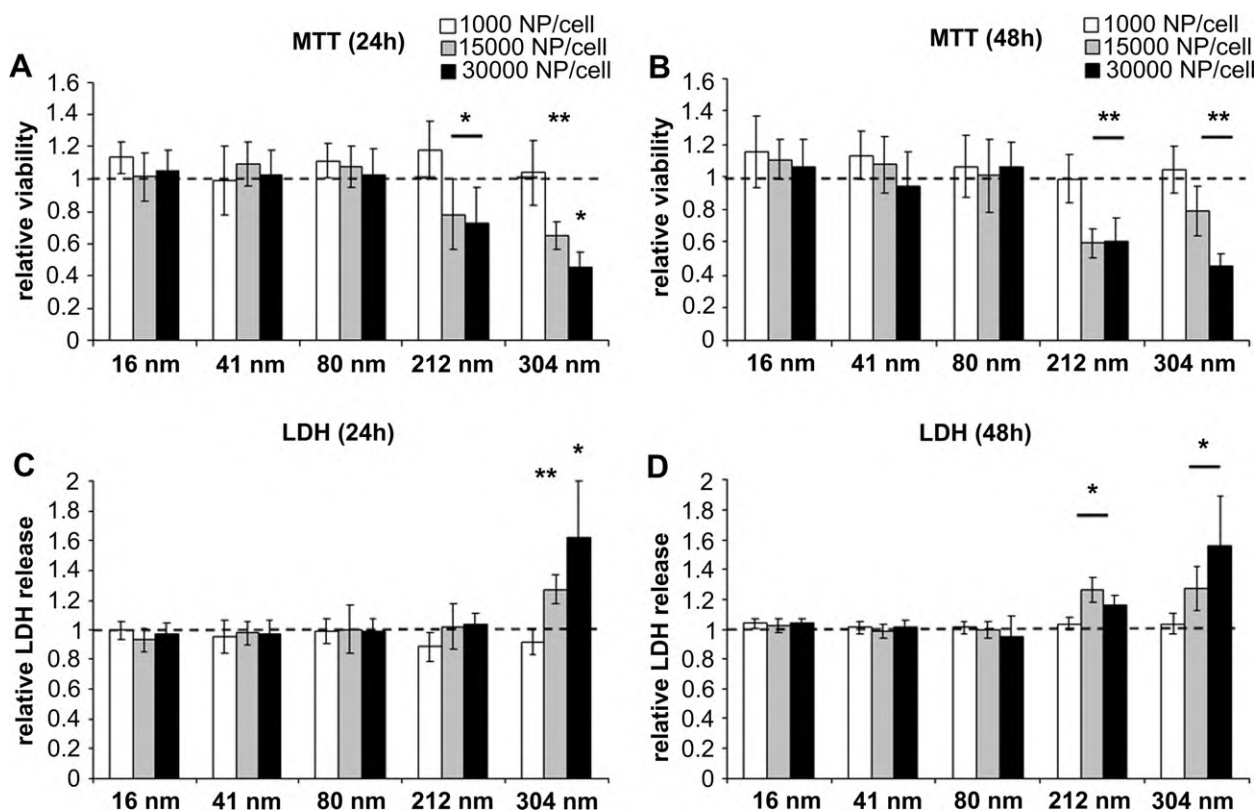 MTT (24h)
1000 NP/cell
15000 NP/cell
30000 NP/cell
A
relative viability
1.6
1.4
1.2
1
0.8
0.6
0.4
0.2
0
*
**
*
16 nm 41 nm 80 nm 212 nm 304 nm
MTT (48h)
1000 NP/cell
15000 NP/cell
30000 NP/cell
B
relative viability
1.6
1.4
1.2
1
0.8
0.6
0.4
0.2
0
**
**
16 nm 41 nm 80 nm 212 nm 304 nm
LDH (24h)
C
relative LDH release
2
1.8
1.6
1.4
1.2
1
0.8
0.6
0.4
0.2
0
**
*
16 nm 41 nm 80 nm 212 nm 304 nm
LDH (48h)
D
relative LDH release
2
1.8
1.6
1.4
1.2
1
0.8
0.6
0.4
0.2
0
*
*
16 nm 41 nm 80 nm 212 nm 304 nm